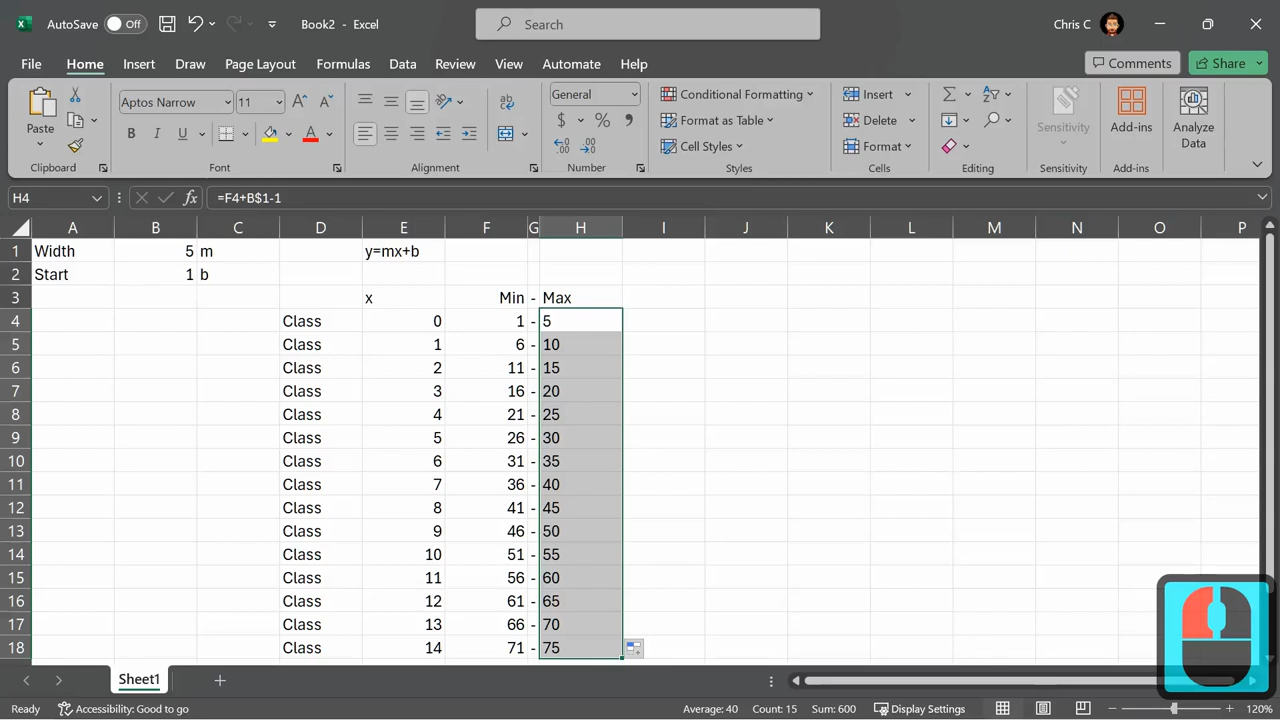 AutoSave Off Book2 - Excel Search Chris C
File Home Insert Draw Page Layout Formulas Data Review View Automate Help Comments Share
Paste Aptos Narrow 11 A A ab General Conditional Formatting Insert Sensitivity Add-ins Analyze Data
B I U A $ % , Format as Table Delete
Cell Styles Format
Clipboard Font Alignment Number Styles Cells Editing Sensitivity Add-ins
H4 fx =F4+B$1-1
A B C D E F G H I J K L M N O P
1 Width 5 m y=mx+b
2 Start 1 b
3 x Min - Max
4 Class 0 1 - 5
5 Class 1 6 - 10
6 Class 2 11 - 15
7 Class 3 16 - 20
8 Class 4 21 - 25
9 Class 5 26 - 30
10 Class 6 31 - 35
11 Class 7 36 - 40
12 Class 8 41 - 45
13 Class 9 46 - 50
14 Class 10 51 - 55
15 Class 11 56 - 60
16 Class 12 61 - 65
17 Class 13 66 - 70
18 Class 14 71 - 75
Sheet1
Ready Accessibility: Good to go Average: 40 Count: 15 Sum: 600 Display Settings 120%